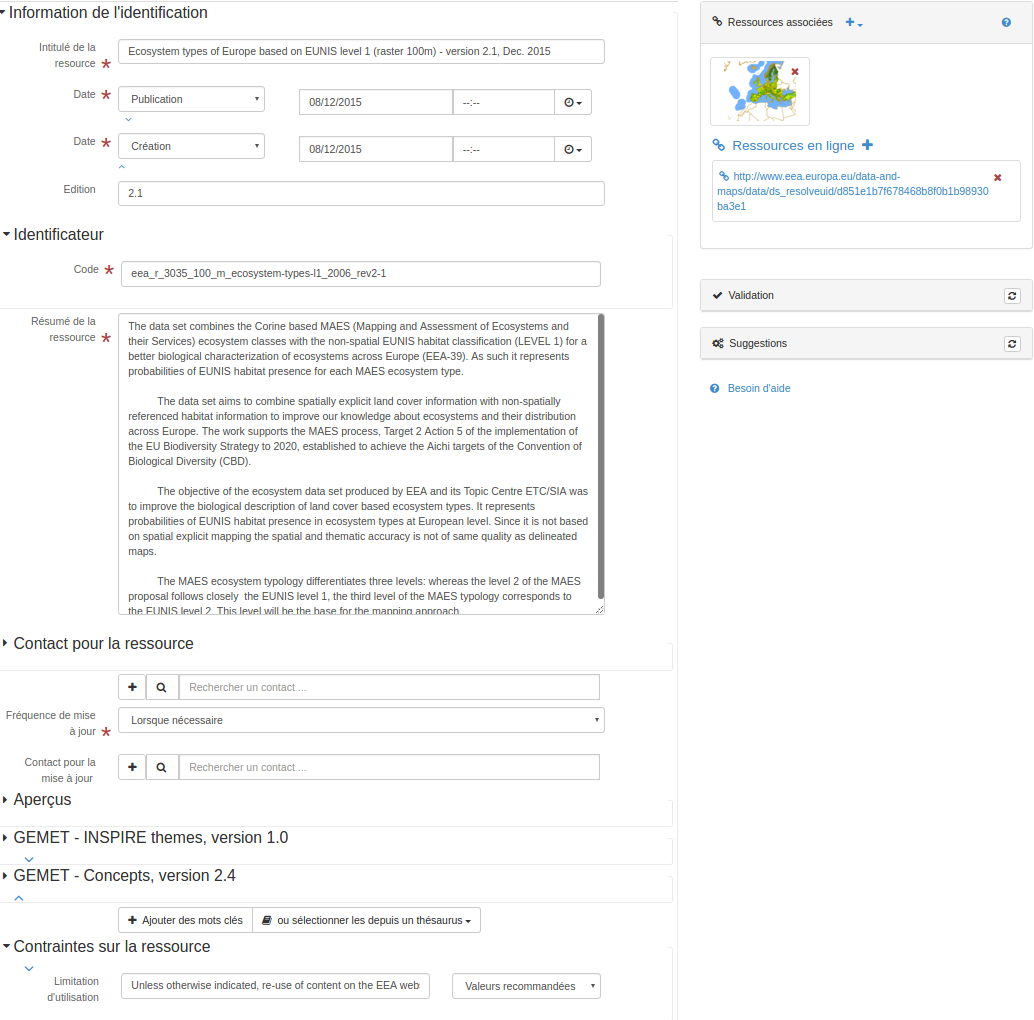 Information de l'identification
Intitulé de la
resource *
Ecosystem types of Europe based on EUNIS level 1 (raster 100m) - version 2.1, Dec. 2015
Date *
Publication
08/12/2015
--:--
Date *
Création
08/12/2015
--:--
Edition
2.1
Identificateur
Code *
eea_r_3035_100_m_ecosystem-types-l1_2006_rev2-1
Résumé de la
ressource *
The data set combines the Corine based MAES (Mapping and Assessment of Ecosystems and
their Services) ecosystem classes with the non-spatial EUNIS habitat classification (LEVEL 1) for a
better biological characterization of ecosystems across Europe (EEA-39). As such it represents
probabilities of EUNIS habitat presence for each MAES ecosystem type.
The data set aims to combine spatially explicit land cover information with non-spatially
referenced habitat information to improve our knowledge about ecosystems and their distribution
across Europe. The work supports the MAES process, Target 2 Action 5 of the implementation of
the EU Biodiversity Strategy to 2020, established to achieve the Aichi targets of the Convention of
Biological Diversity (CBD).
The objective of the ecosystem data set produced by EEA and its Topic Centre ETC/SIA was
to improve the biological description of land cover based ecosystem types. It represents
probabilities of EUNIS habitat presence in ecosystem types at European level. Since it is not based
on spatial explicit mapping the spatial and thematic accuracy is not of same quality as delineated
maps.
The MAES ecosystem typology differentiates three levels: whereas the level 2 of the MAES
proposal follows closely the EUNIS level 1, the third level of the MAES typology corresponds to
the EUNIS level 2. This level will be the base for the mapping approach.
Contact pour la ressource
Rechercher un contact ...
Fréquence de mise
à jour *
Lorsque nécessaire
Contact pour la
mise à jour
Rechercher un contact ...
Aperçus
GEMET - INSPIRE themes, version 1.0
GEMET - Concepts, version 2.4
Ajouter des mots clés
ou sélectionner les depuis un thésaurus
Contraintes sur la ressource
Limitation
d'utilisation
Unless otherwise indicated, re-use of content on the EEA web
Valeurs recommandées
Ressources associées
Ressources en ligne
http://www.eea.europa.eu/data-and-
maps/data/ds_resolveuid/d851e1b7f678468b8f0b1b98930
ba3e1
Validation
Suggestions
Besoin d'aide